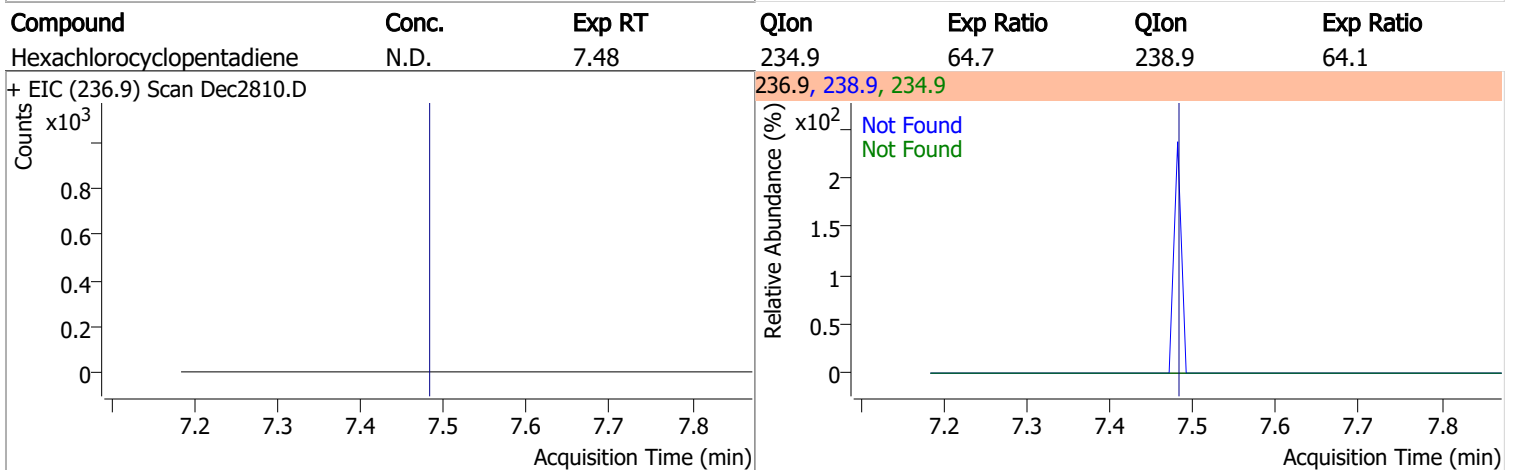 Compound Conc. Exp RT QIon Exp Ratio QIon Exp Ratio
Hexachlorocyclopentadiene N.D. 7.48 234.9 64.7 238.9 64.1
+ EIC (236.9) Scan Dec2810.D
Counts
x10³
0.8
0.6
0.4
0.2
0
7.2 7.3 7.4 7.5 7.6 7.7 7.8
Acquisition Time (min)
236.9, 238.9, 234.9
Relative Abundance (%)
x10²
Not Found
Not Found
2
1.5
1
0.5
0
7.2 7.3 7.4 7.5 7.6 7.7 7.8
Acquisition Time (min)